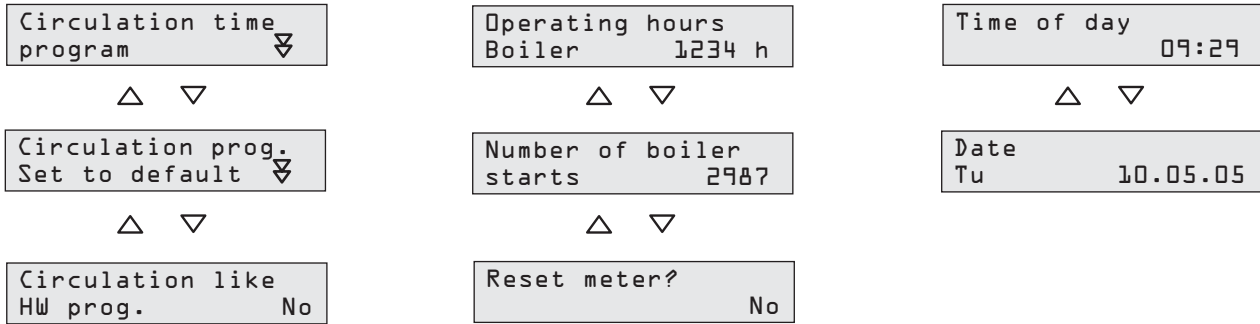 Circulation time
program
Circulation prog.
Set to default
Circulation like
HW prog. No
Operating hours
Boiler 1234 h
Number of boiler
starts 2987
Reset meter?
No
Time of day
09:29
Date
Tu 10.05.05